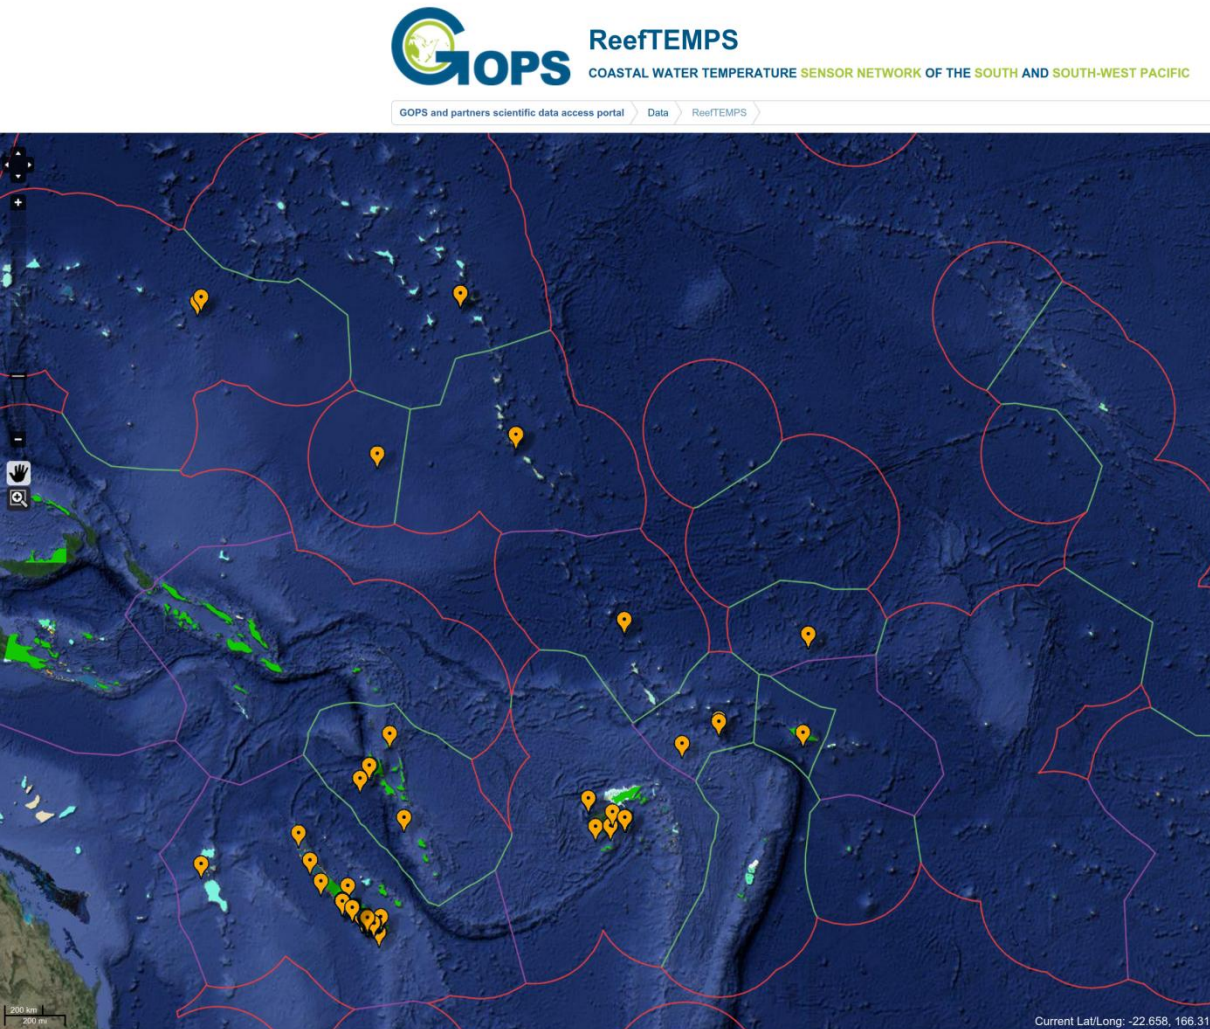 GOPS
ReefTEMPS
COASTAL WATER TEMPERATURE SENSOR NETWORK OF THE SOUTH AND SOUTH-WEST PACIFIC
GOPS and partners scientific data access portal
Data
ReefTEMPS
200 km
200 mi
Current Lat/Long: -22.658, 166.31